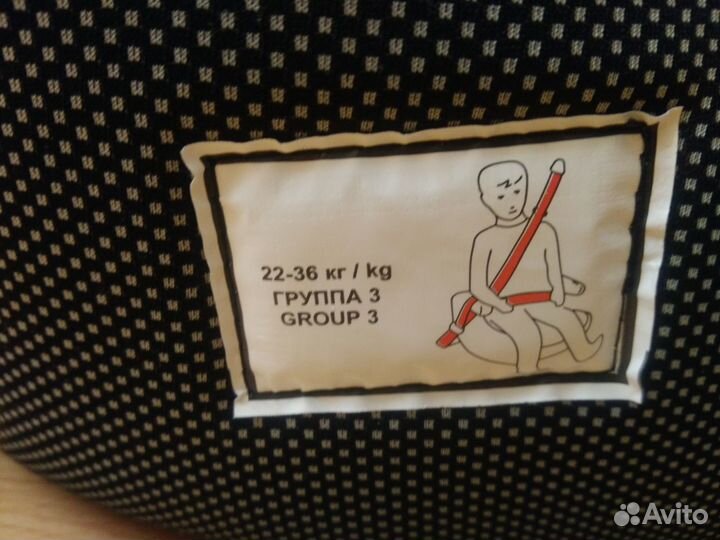 22-36 кг / kg
ГРУППА 3
GROUP 3
Avito